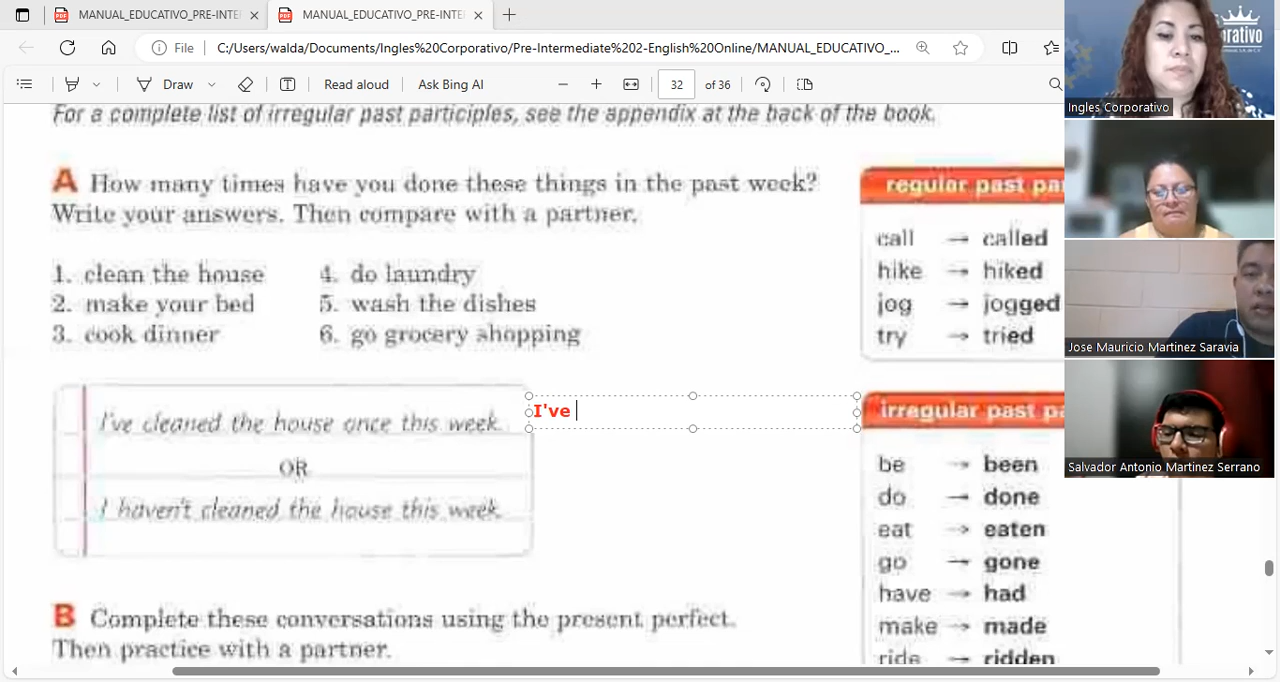 MANUAL_EDUCATIVO_PRE-INTE
MANUAL_EDUCATIVO_PRE-INTE
File C:/Users/walda/Documents/Ingles%20Corporativo/Pre-Intermediate%202-English%20Online/MANUAL_EDUCATIVO_...
Draw Read aloud Ask Bing AI 32 of 36
For a complete list of irregular past participles, see the appendix at the back of the book.
A How many times have you done these things in the past week?
Write your answers. Then compare with a partner.
1. clean the house
2. make your bed
3. cook dinner
4. do laundry
5. wash the dishes
6. go grocery shopping
I've cleaned the house once this week.
OR
I haven't cleaned the house this week.
I've
B Complete these conversations using the present perfect.
Then practice with a partner.
regular past pa
call → called
hike → hiked
jog → jogged
try → tried
irregular past pa
be → been
do → done
eat → eaten
go → gone
have → had
make → made
ride → ridden
orativo
Ingles Corporativo
Jose Mauricio Martinez Saravia
Salvador Antonio Martinez Serrano